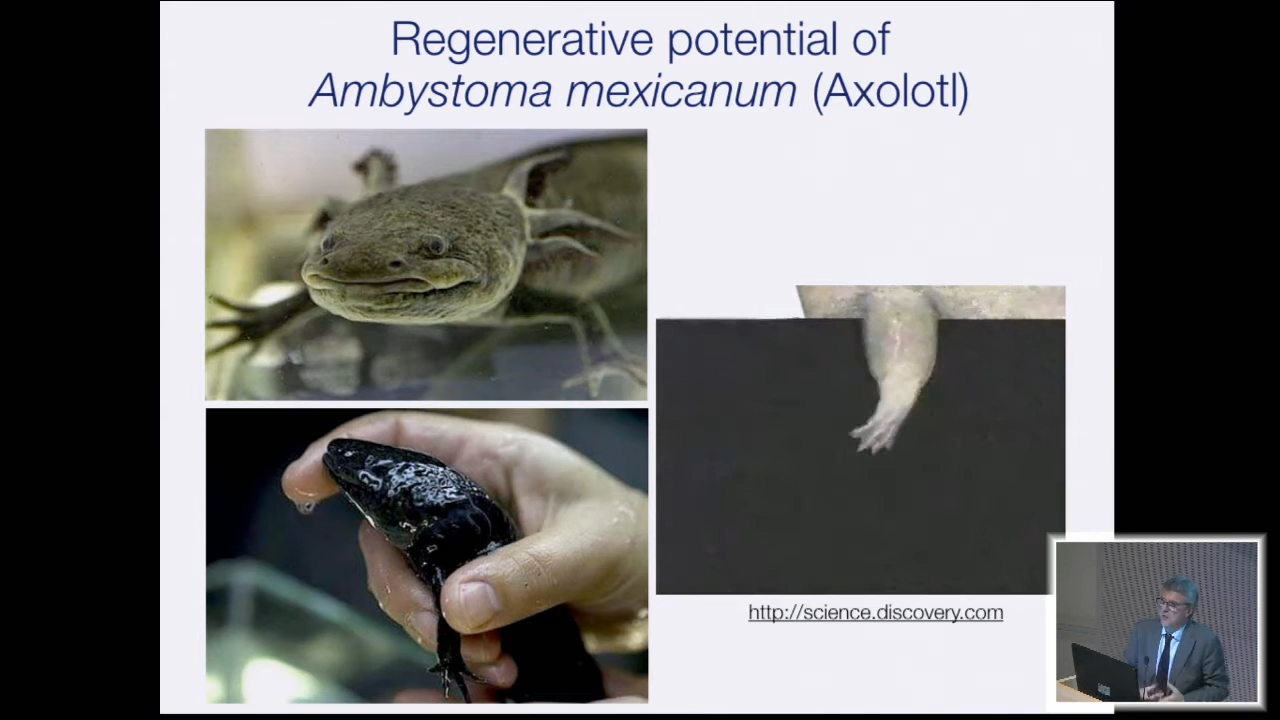 Regenerative potential of
Ambystoma mexicanum (Axolotl)
http://science.discovery.com